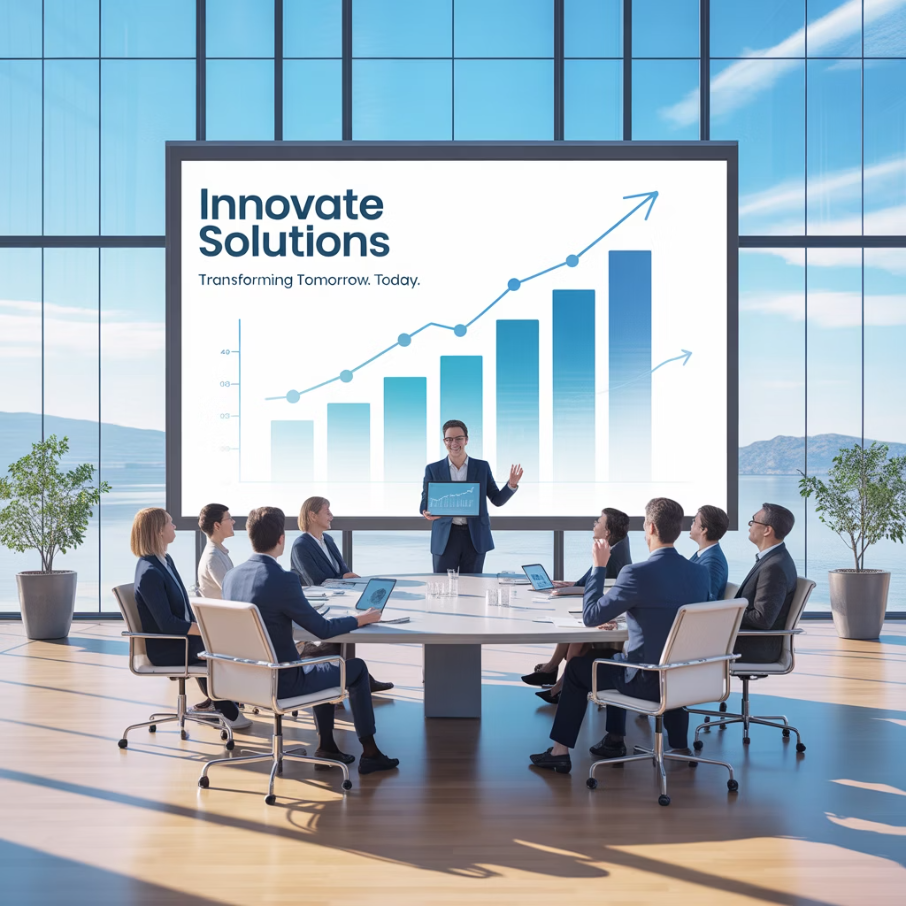 Innovate
Solutions
Transforming Tomorrow. Today.